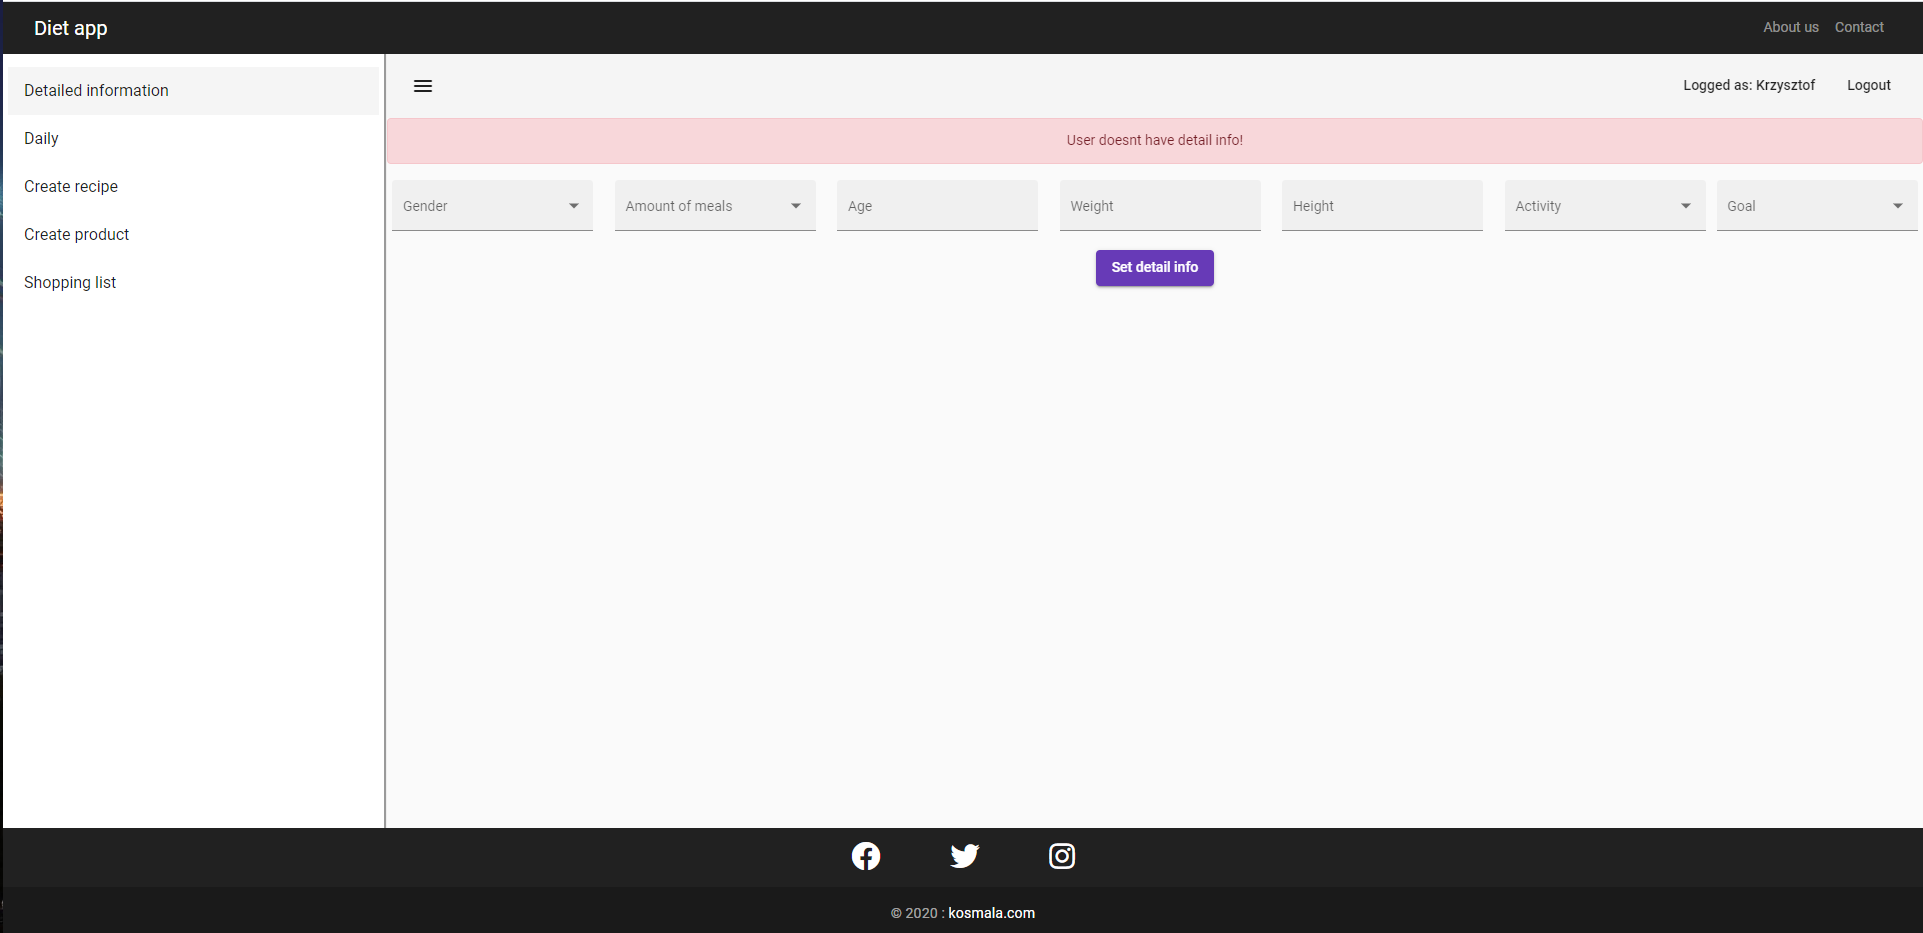 Diet app
About us Contact
Detailed information
Daily
Create recipe
Create product
Shopping list
Logged as: Krzysztof Logout
User doesnt have detail info!
Gender Amount of meals Age Weight Height Activity Goal
Set detail info
© 2020 : kosmala.com